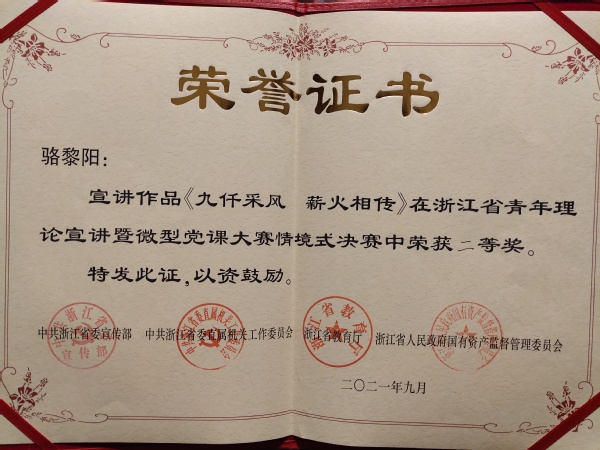 荣誉证书
骆黎阳：
宣讲作品《九仟采风 薪火相传》在浙江省青年理
论宣讲暨微型党课大赛情境式决赛中荣获二等奖。
特发此证，以资鼓励。
中共浙江省委宣传部 中共浙江省委直属机关工作委员会 浙江省教育厅 浙江省人民政府国有资产监督管理委员会
二〇二一年九月